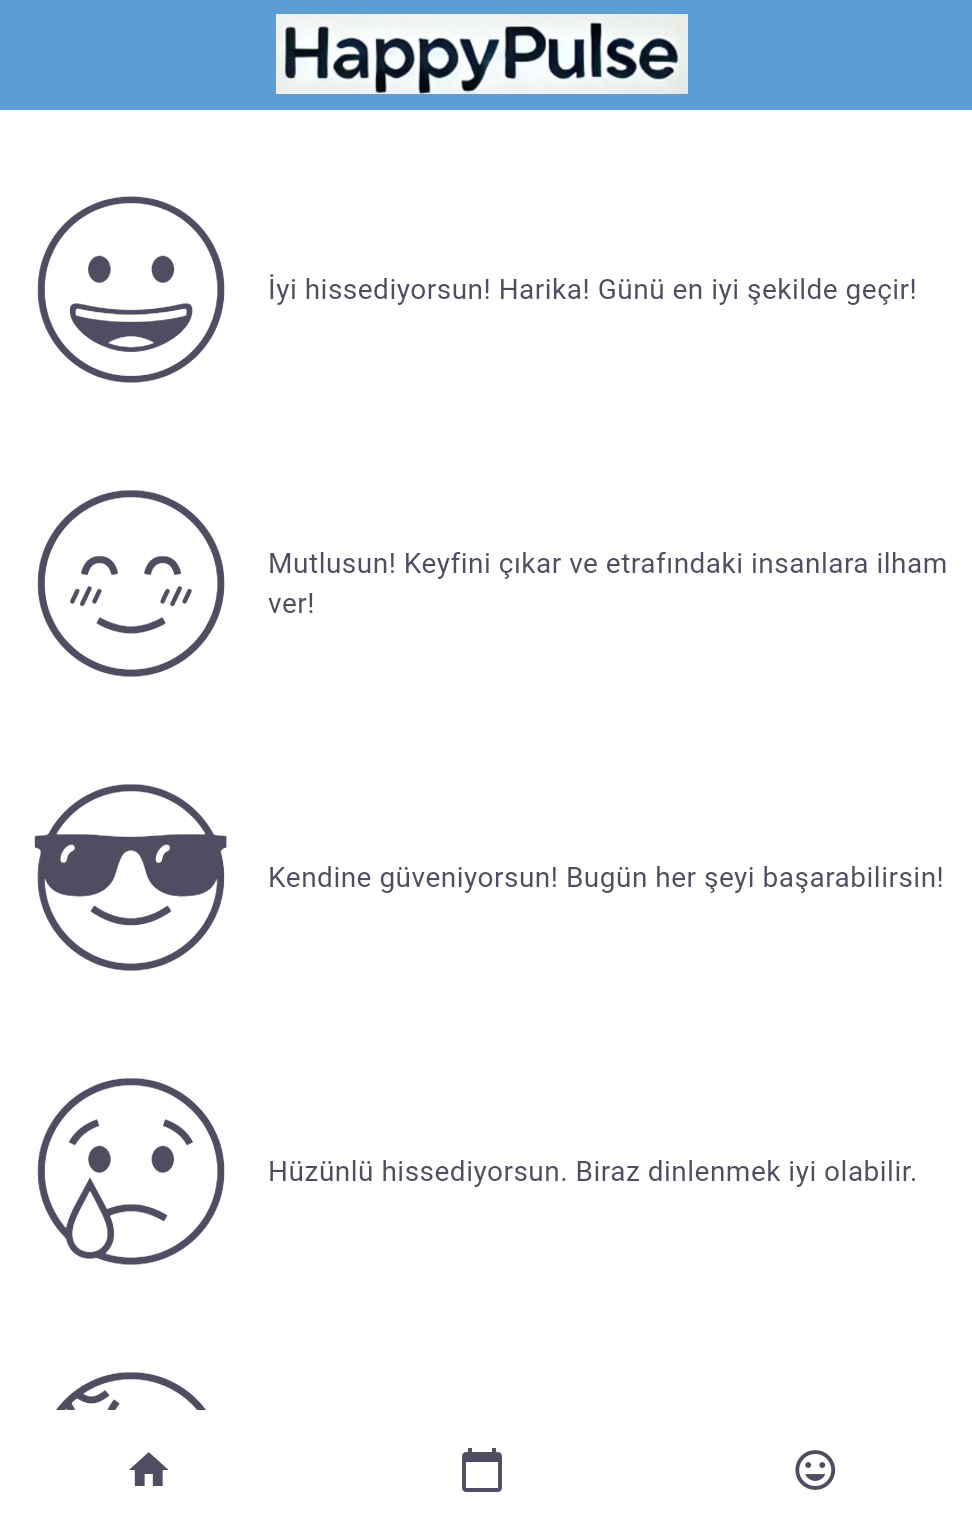 HappyPulse
İyi hissediyorsun! Harika! Günü en iyi şekilde geçir!
Mutlusun! Keyfini çıkar ve etrafındaki insanlara ilham
ver!
Kendine güveniyorsun! Bugün her şeyi başarabilirsin!
Hüzünlü hissediyorsun. Biraz dinlenmek iyi olabilir.